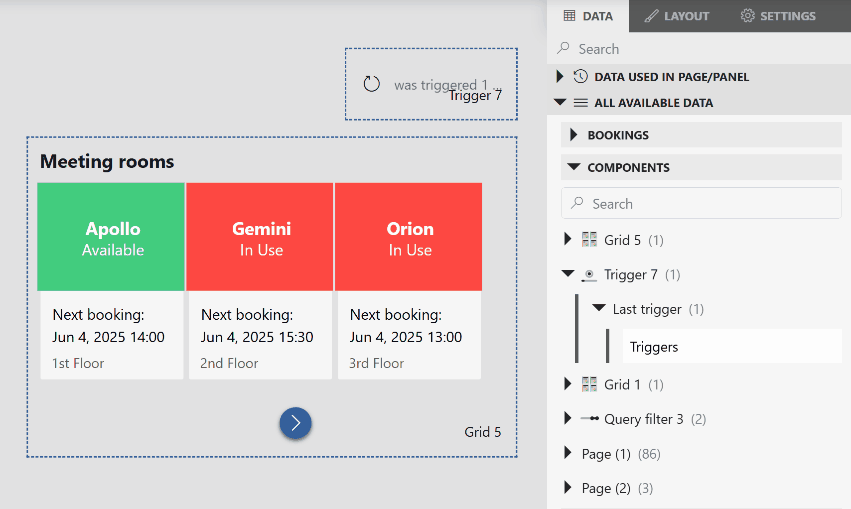 DATA
LAYOUT
SETTINGS
Search
DATA USED IN PAGE/PANEL
ALL AVAILABLE DATA
BOOKINGS
COMPONENTS
Search
Grid 5 (1)
Trigger 7 (1)
Last trigger (1)
Triggers
Grid 1 (1)
Query filter 3 (2)
Page (1) (86)
Page (2) (3)
was triggered 1 ...
Trigger 7
Meeting rooms
Apollo
Available
Gemini
In Use
Orion
In Use
Next booking:
Jun 4, 2025 14:00
1st Floor
Next booking:
Jun 4, 2025 15:30
2nd Floor
Next booking:
Jun 4, 2025 13:00
3rd Floor
Grid 5